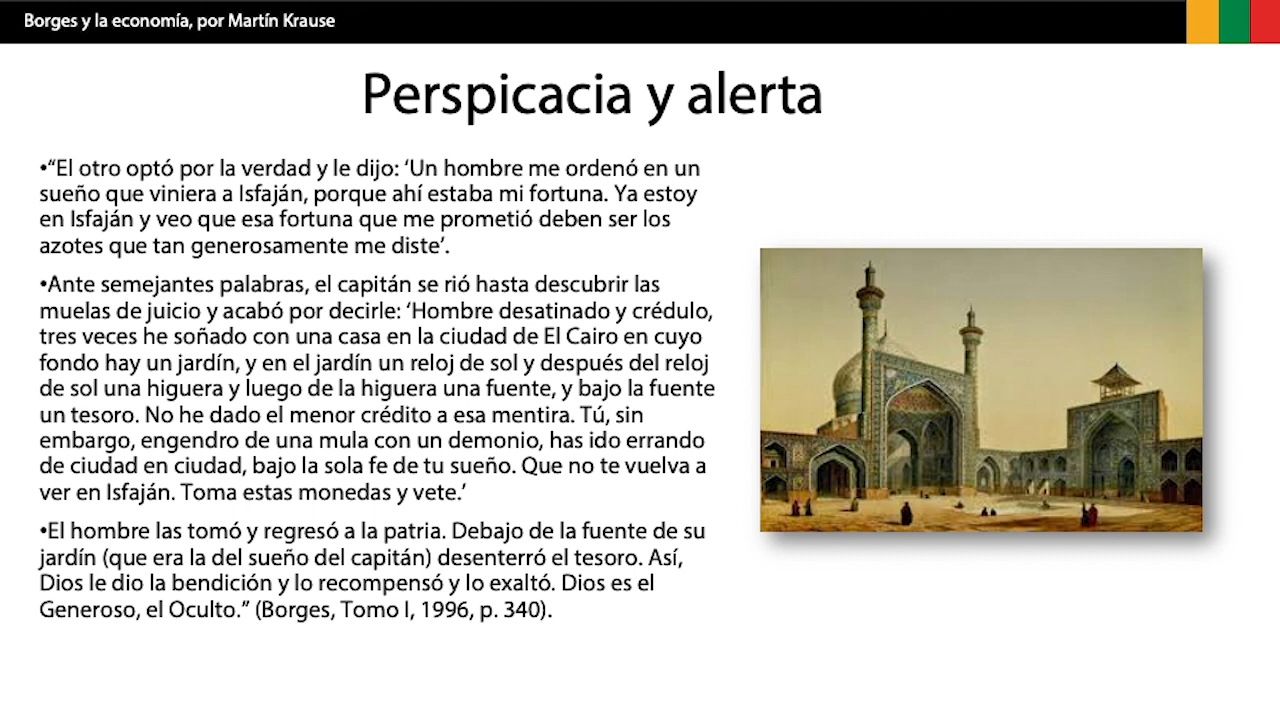 Borges y la economía, por Martín Krause
Perspicacia y alerta
•“El otro optó por la verdad y le dijo: ‘Un hombre me ordenó en un
sueño que viniera a Isfaján, porque ahí estaba mi fortuna. Ya estoy
en Isfaján y veo que esa fortuna que me prometió deben ser los
azotes que tan generosamente me diste’.
•Ante semejantes palabras, el capitán se rió hasta descubrir las
muelas de juicio y acabó por decirle: ‘Hombre desatinado y crédulo,
tres veces he soñado con una casa en la ciudad de El Cairo en cuyo
fondo hay un jardín, y en el jardín un reloj de sol y después del reloj
de sol una higuera y luego de la higuera una fuente, y bajo la fuente
un tesoro. No he dado el menor crédito a esa mentira. Tú, sin
embargo, engendro de una mula con un demonio, has ido errando
de ciudad en ciudad, bajo la sola fe de tu sueño. Que no te vuelva a
ver en Isfaján. Toma estas monedas y vete.’
•El hombre las tomó y regresó a la patria. Debajo de la fuente de su
jardín (que era la del sueño del capitán) desenterró el tesoro. Así,
Dios le dio la bendición y lo recompensó y lo exaltó. Dios es el
Generoso, el Oculto.” (Borges, Tomo I, 1996, p. 340).